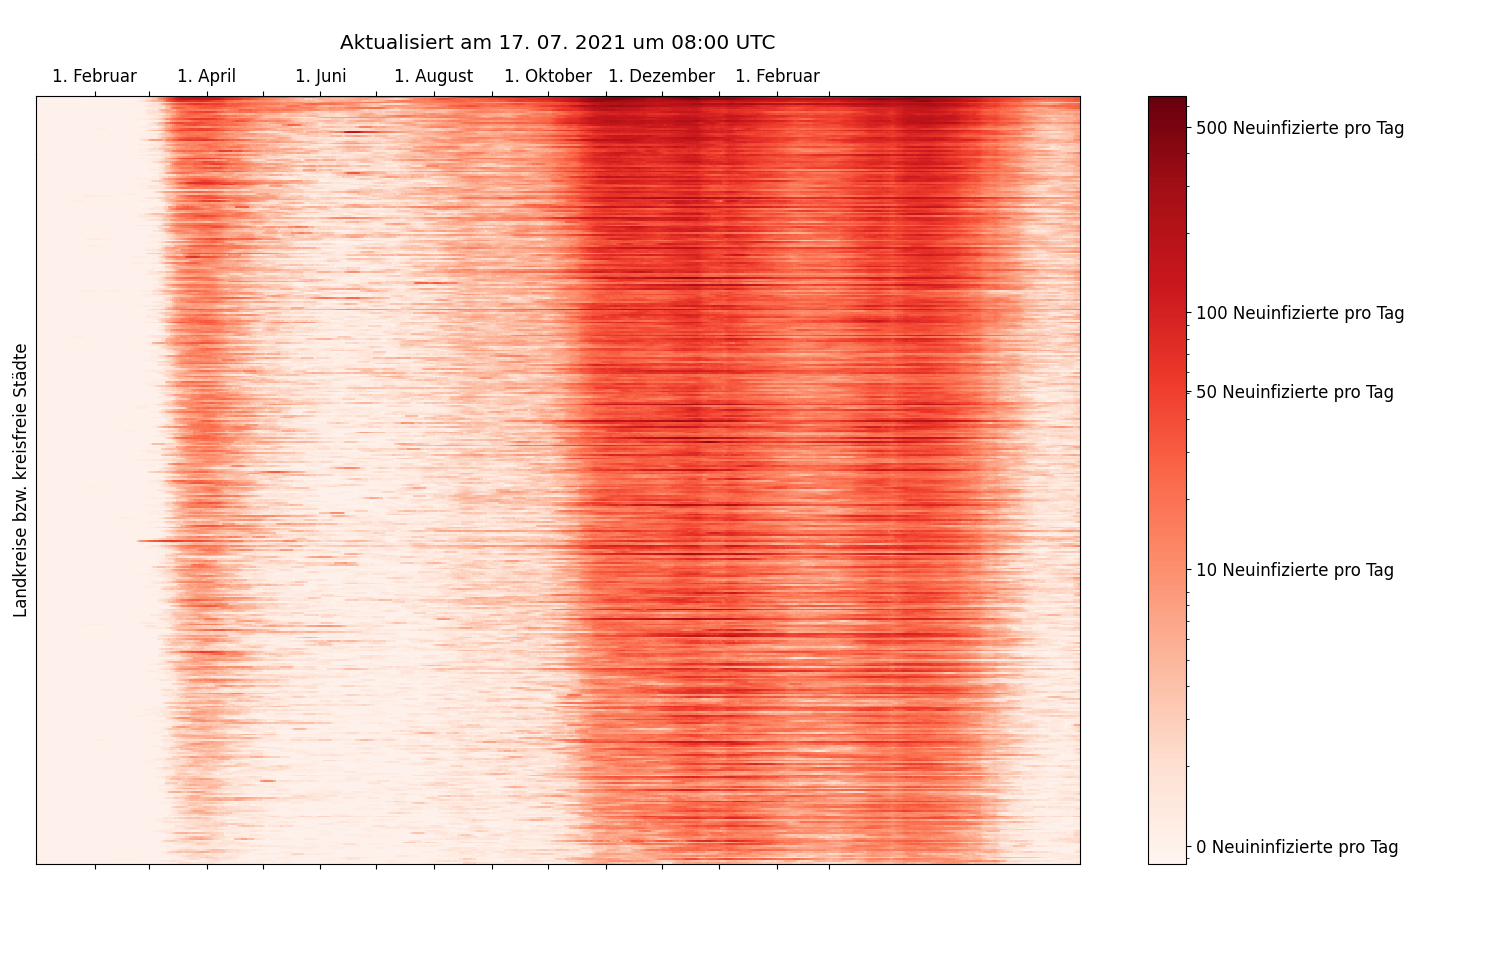 Aktualisiert am 17. 07. 2021 um 08:00 UTC
1. Februar 1. April 1. Juni 1. August 1. Oktober 1. Dezember 1. Februar
Landkreise bzw. kreisfreie Städte
500 Neuinfizierte pro Tag
100 Neuinfizierte pro Tag
50 Neuinfizierte pro Tag
10 Neuinfizierte pro Tag
0 Neuininfizierte pro Tag